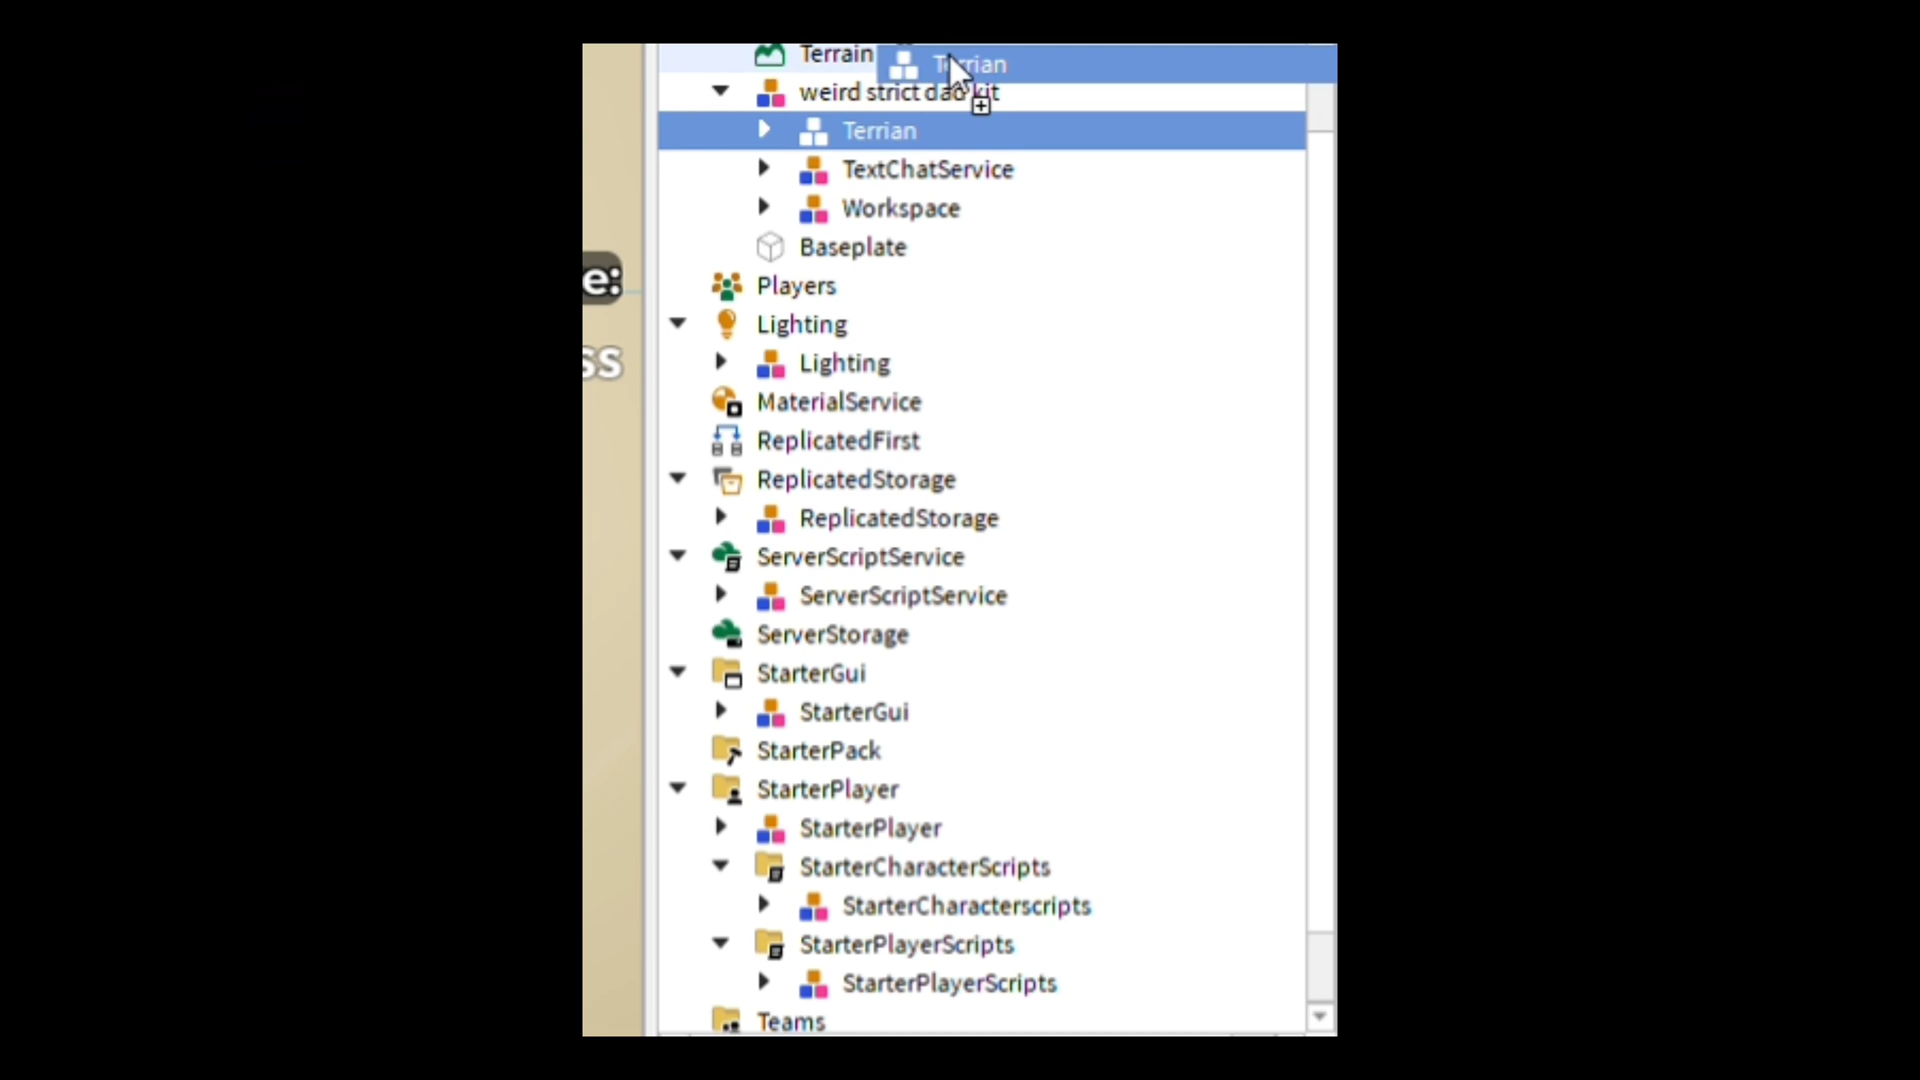 Terrain
Terrian
weird strict dad kit
Terrian
TextChatService
Workspace
Baseplate
e:
Players
Lighting
ss
Lighting
MaterialService
ReplicatedFirst
ReplicatedStorage
ReplicatedStorage
ServerScriptService
ServerScriptService
ServerStorage
StarterGui
StarterGui
StarterPack
StarterPlayer
StarterPlayer
StarterCharacterScripts
StarterCharacterscripts
StarterPlayerScripts
StarterPlayerScripts
Teams